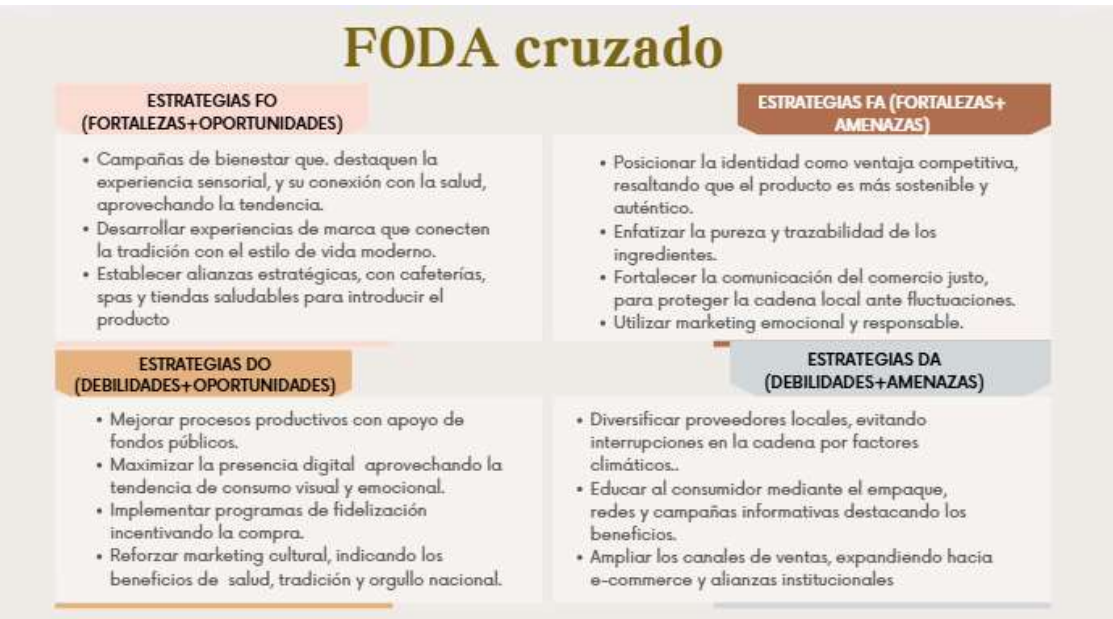 FODA cruzado
ESTRATEGIAS FO
(FORTALEZAS+OPORTUNIDADES)
• Campañas de bienestar que. destaquen la
experiencia sensorial, y su conexión con la salud,
aprovechando la tendencia.
• Desarrollar experiencias de marca que conecten
la tradición con el estilo de vida moderno.
• Establecer alianzas estratégicas, con cafeterías,
spas y tiendas saludables para introducir el
producto
ESTRATEGIAS FA (FORTALEZAS+
AMENAZAS)
• Posicionar la identidad como ventaja competitiva,
resaltando que el producto es más sostenible y
auténtico.
• Enfatizar la pureza y trazabilidad de los
ingredientes.
• Fortalecer la comunicación del comercio justo,
para proteger la cadena local ante fluctuaciones.
• Utilizar marketing emocional y responsable.
ESTRATEGIAS DO
(DEBILIDADES+OPORTUNIDADES)
• Mejorar procesos productivos con apoyo de
fondos públicos.
• Maximizar la presencia digital aprovechando la
tendencia de consumo visual y emocional.
• Implementar programas de fidelización
incentivando la compra.
• Reforzar marketing cultural, indicando los
beneficios de salud, tradición y orgullo nacional.
ESTRATEGIAS DA
(DEBILIDADES+AMENAZAS)
• Diversificar proveedores locales, evitando
interrupciones en la cadena por factores
climáticos..
• Educar al consumidor mediante el empaque,
redes y campañas informativas destacando los
beneficios.
• Ampliar los canales de ventas, expandiendo hacia
e-commerce y alianzas institucionales